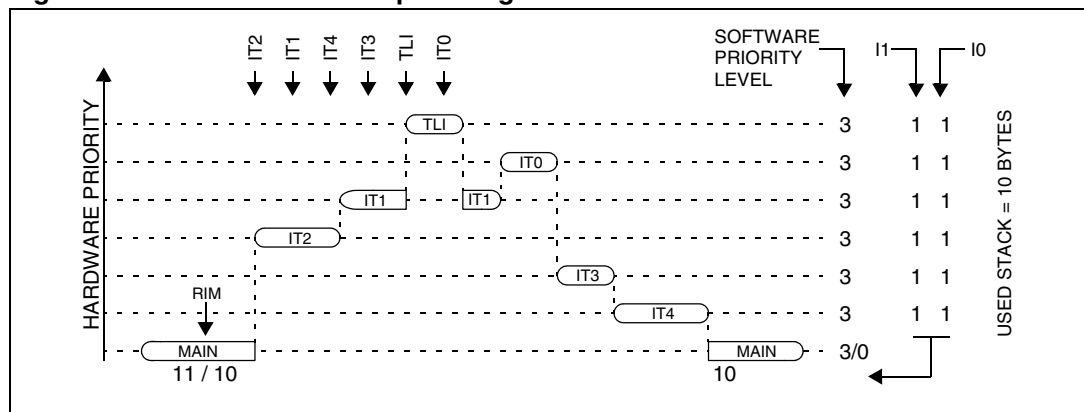 IT2
IT1
IT4
IT3
TLI
IT0
SOFTWARE
PRIORITY
LEVEL
I1
I0
HARDWARE PRIORITY
TLI
3
1 1
IT0
3
1 1
IT1
IT1
3
1 1
IT2
3
1 1
IT3
3
1 1
RIM
IT4
3
1 1
MAIN
MAIN
3/0
11 / 10
10
USED STACK = 10 BYTES